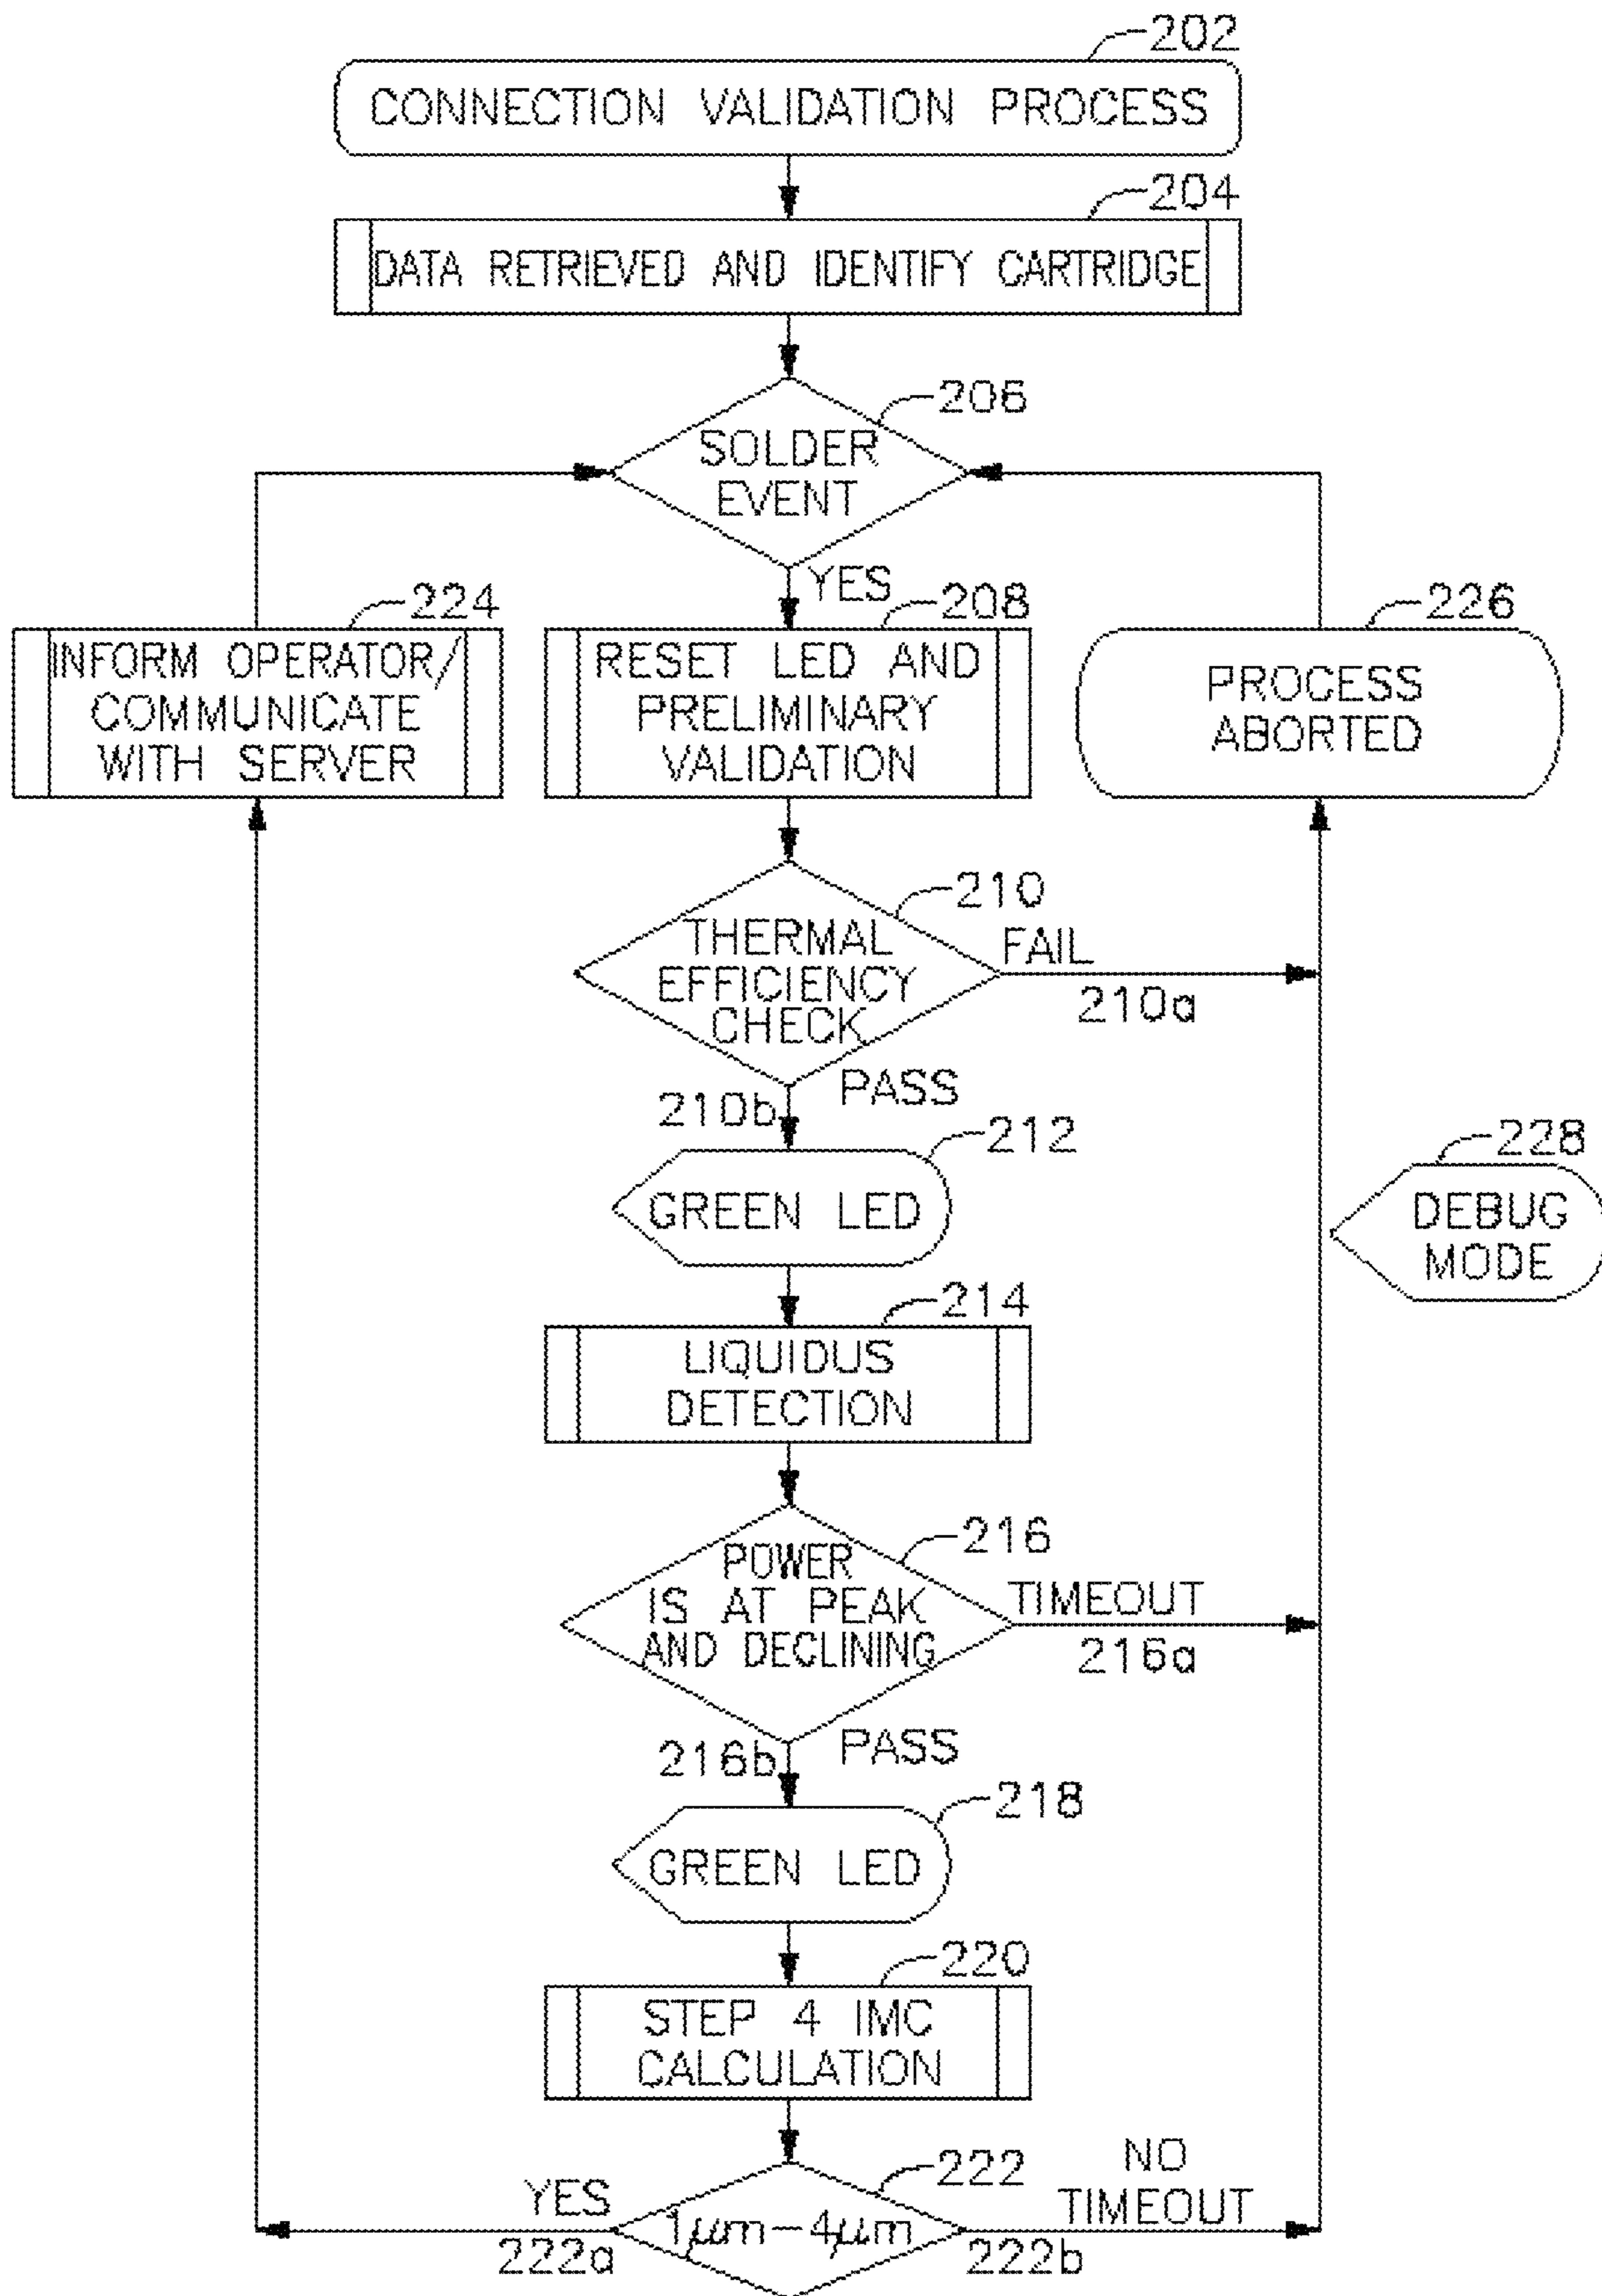 202
CONNECTION VALIDATION PROCESS
204
DATA RETRIEVED AND IDENTIFY CARTRIDGE
206
SOLDER
EVENT
YES
224
INFORM OPERATOR/
COMMUNICATE
WITH SERVER
208
RESET LED AND
PRELIMINARY
VALIDATION
226
PROCESS
ABORTED
210
THERMAL
EFFICIENCY
CHECK
FAIL
210a
PASS
210b
212
GREEN LED
228
DEBUG
MODE
214
LIQUIDUS
DETECTION
216
POWER
IS AT PEAK
AND DECLINING
TIMEOUT
216a
PASS
216b
218
GREEN LED
220
STEP 4 IMC
CALCULATION
222
1μm-4μm
YES
222a
NO
TIMEOUT
222b